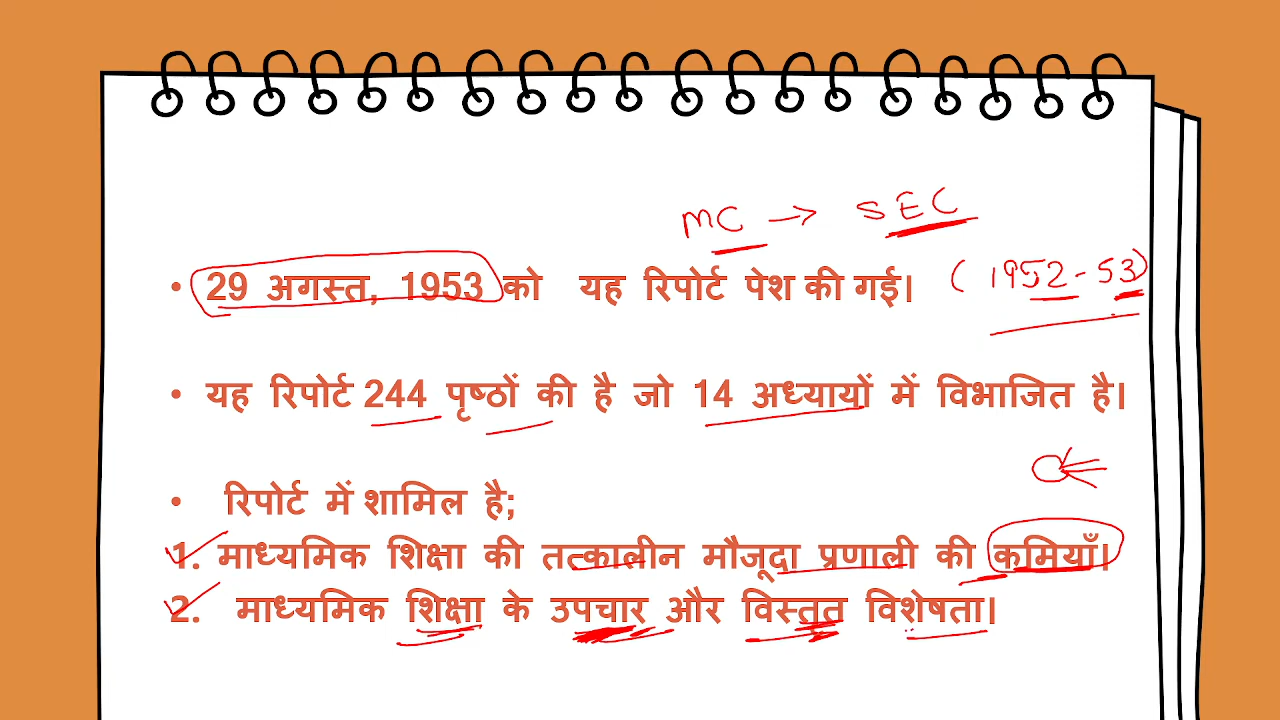 MC → SEC
• 29 अगस्त, 1953 को यह रिपोर्ट पेश की गई। (1952-53)
• यह रिपोर्ट 244 पृष्ठों की है जो 14 अध्यायों में विभाजित है।
• रिपोर्ट में शामिल है;
1. माध्यमिक शिक्षा की तत्कालीन मौजूदा प्रणाली की कमियाँ।
2. माध्यमिक शिक्षा के उपचार और विस्तृत विशेषता।